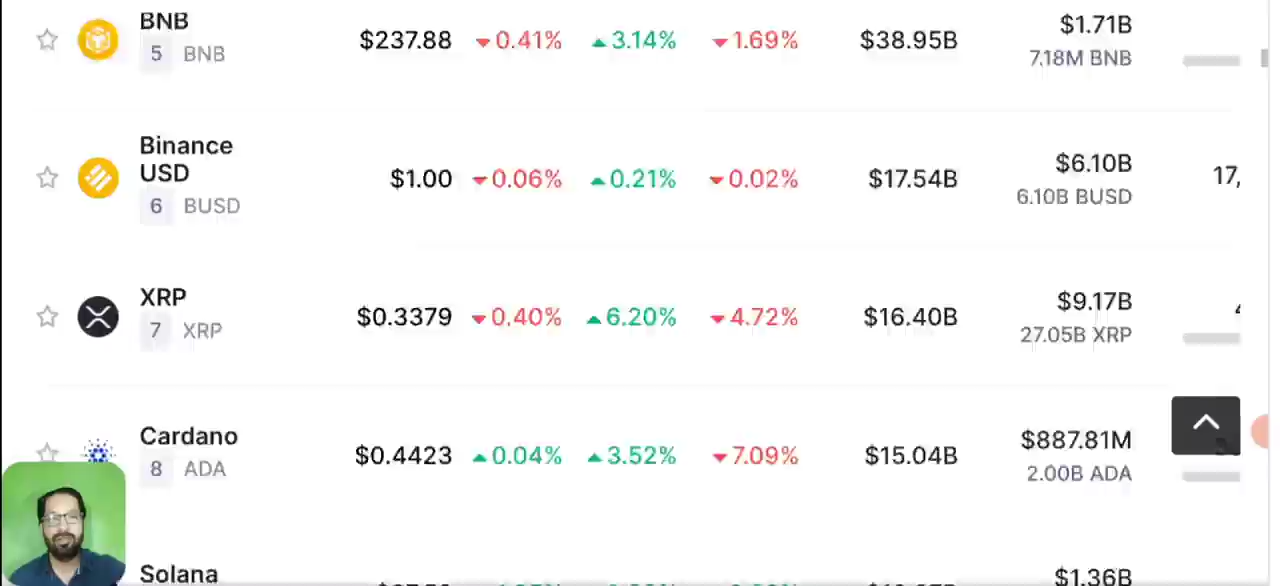 BNB
5 BNB
$237.88 0.41% 3.14% 1.69% $38.95B
$1.71B
7.18M BNB
Binance
USD
6 BUSD
$1.00 0.06% 0.21% 0.02% $17.54B
$6.10B
6.10B BUSD
17,
XRP
7 XRP
$0.3379 0.40% 6.20% 4.72% $16.40B
$9.17B
27.05B XRP
Cardano
8 ADA
$0.4423 0.04% 3.52% 7.09% $15.04B
$887.81M
2.00B ADA
Solana
$1.36B